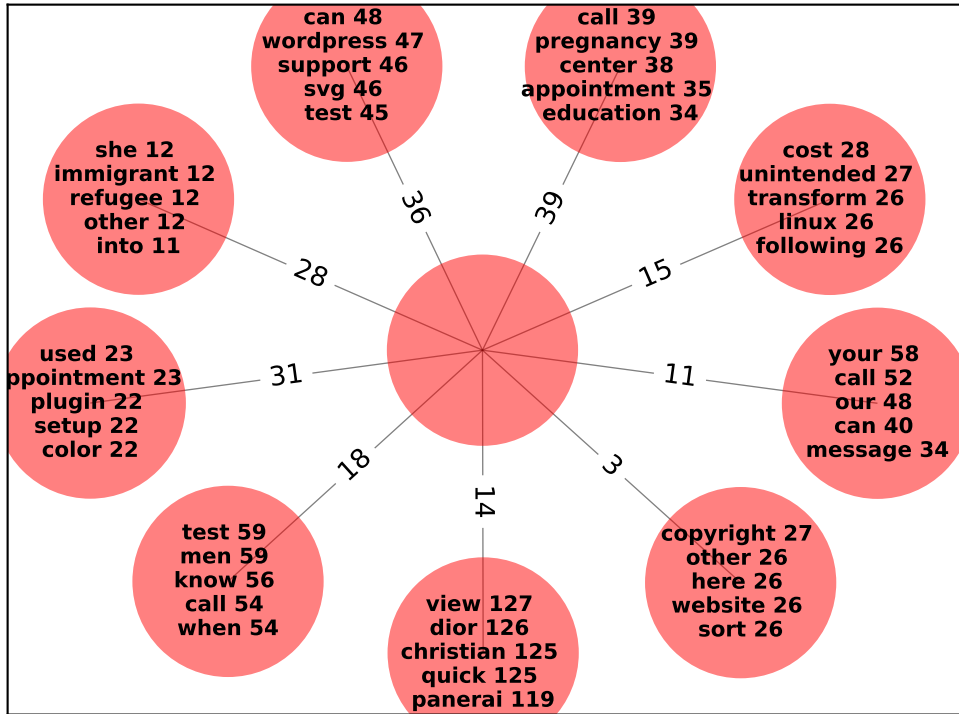 can 48
wordpress 47
support 46
svg 46
test 45
call 39
pregnancy 39
center 38
appointment 35
education 34
she 12
immigrant 12
refugee 12
other 12
into 11
cost 28
unintended 27
transform 26
linux 26
following 26
36
39
28
15
used 23
ppointment 23
plugin 22
setup 22
color 22
31
11
your 58
call 52
our 48
can 40
message 34
18
14
3
test 59
men 59
know 56
call 54
when 54
view 127
dior 126
christian 125
quick 125
panerai 119
copyright 27
other 26
here 26
website 26
sort 26